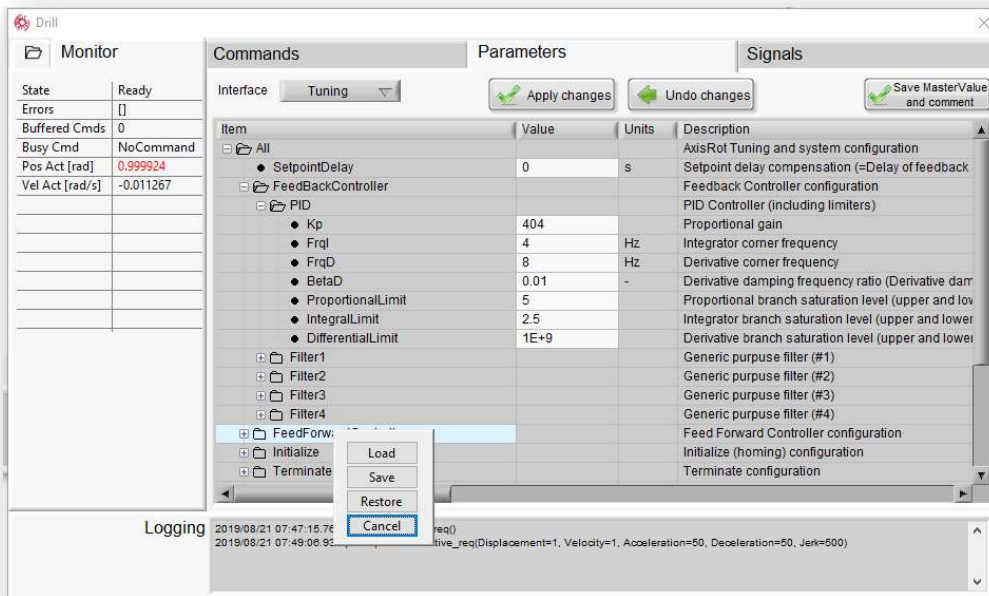 Drill
Monitor
Commands
Parameters
Signals
State Ready
Errors []
Buffered Cmds 0
Busy Cmd NoCommand
Pos Act [rad] 0.999924
Vel Act [rad/s] -0.011267
Interface Tuning
Apply changes
Undo changes
Save MasterValue
and comment
Item Value Units Description
All AxisRot Tuning and system configuration
SetpointDelay 0 s Setpoint delay compensation (=Delay of feedback
FeedBackController Feedback Controller configuration
PID PID Controller (including limiters)
Kp 404 Proportional gain
FrqI 4 Hz Integrator corner frequency
FrqD 8 Hz Derivative corner frequency
BetaD 0.01 - Derivative damping frequency ratio (Derivative dam
ProportionalLimit 5 Proportional branch saturation level (upper and low
IntegralLimit 2.5 Integrator branch saturation level (upper and lower
DifferentialLimit 1E+9 Derivative branch saturation level (upper and lower
Filter1 Generic purpuse filter (#1)
Filter2 Generic purpuse filter (#2)
Filter3 Generic purpuse filter (#3)
Filter4 Generic purpuse filter (#4)
Feed Forward Controller configuration
Initialize Initialize (homing) configuration
Terminate Terminate configuration
Load
Save
Restore
Cancel
Logging
2019/08/21 07:47:15.76 req()
2019/08/21 07:49:06.93 tive_req(Displacement=1, Velocity=1, Acceleration=50, Deceleration=50, Jerk=500)